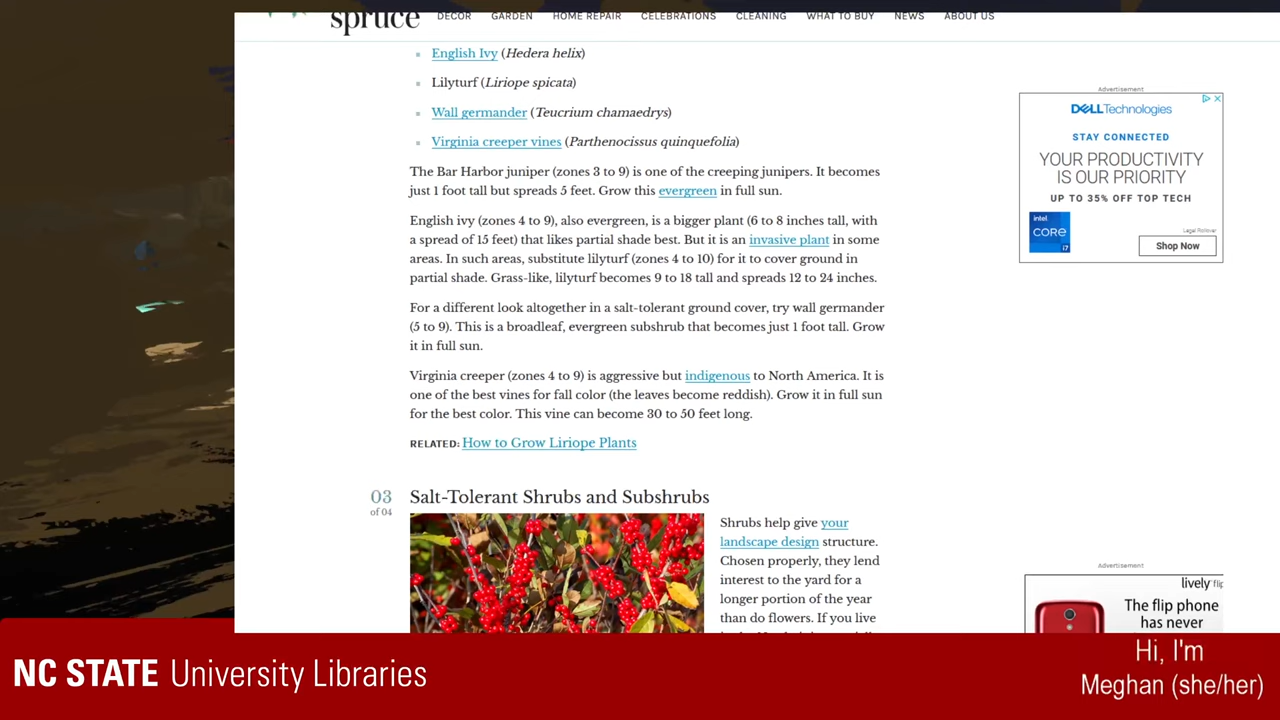 spruce
DECOR GARDEN HOME REPAIR CELEBRATIONS CLEANING WHAT TO BUY NEWS ABOUT US
English Ivy (Hedera helix)
Lilyturf (Liriope spicata)
Wall germander (Teucrium chamaedrys)
Virginia creeper vines (Parthenocissus quinquefolia)
The Bar Harbor juniper (zones 3 to 9) is one of the creeping junipers. It becomes
just 1 foot tall but spreads 5 feet. Grow this evergreen in full sun.
English ivy (zones 4 to 9), also evergreen, is a bigger plant (6 to 8 inches tall, with
a spread of 15 feet) that likes partial shade best. But it is an invasive plant in some
areas. In such areas, substitute lilyturf (zones 4 to 10) for it to cover ground in
partial shade. Grass-like, lilyturf becomes 9 to 18 tall and spreads 12 to 24 inches.
For a different look altogether in a salt-tolerant ground cover, try wall germander
(5 to 9). This is a broadleaf, evergreen subshrub that becomes just 1 foot tall. Grow
it in full sun.
Virginia creeper (zones 4 to 9) is aggressive but indigenous to North America. It is
one of the best vines for fall color (the leaves become reddish). Grow it in full sun
for the best color. This vine can become 30 to 50 feet long.
RELATED: How to Grow Liriope Plants
03
of 04
Salt-Tolerant Shrubs and Subshrubs
Shrubs help give your
landscape design structure.
Chosen properly, they lend
interest to the yard for a
longer portion of the year
than do flowers. If you live
Advertisement
DELL Technologies
STAY CONNECTED
YOUR PRODUCTIVITY
IS OUR PRIORITY
UP TO 35% OFF TOP TECH
intel
CORE
i7
Legal Rollover
Shop Now
Advertisement
lively flip
The flip phone
has never
NC STATE University Libraries
Hi, I'm
Meghan (she/her)